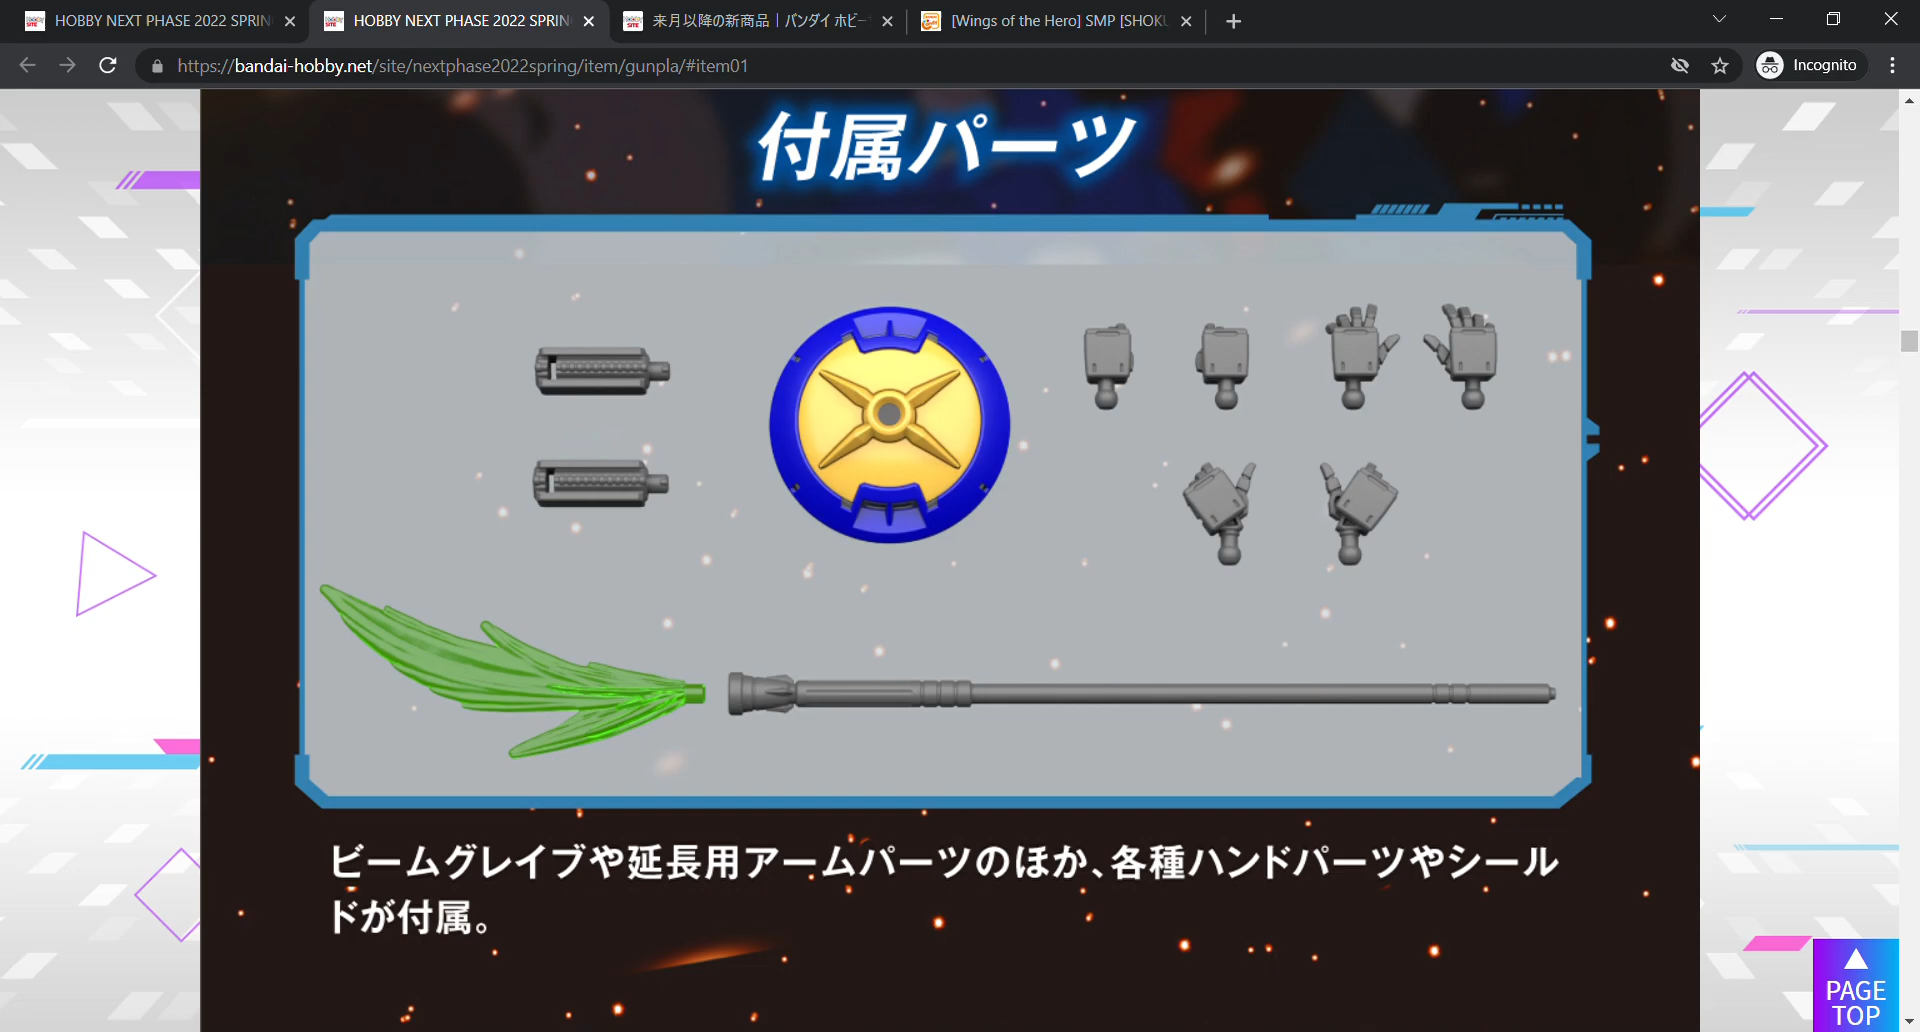 HOBBY NEXT PHASE 2022 SPRIN
HOBBY NEXT PHASE 2022 SPRIN
来月以降の新商品 | バンダイ ホビー
[Wings of the Hero] SMP [SHOKU
https://bandai-hobby.net/site/nextphase2022spring/item/gunpla/#item01
Incognito
付属パーツ
ビームグレイブや延長用アームパーツのほか、各種ハンドパーツやシール
ドが付属。
PAGE
TOP